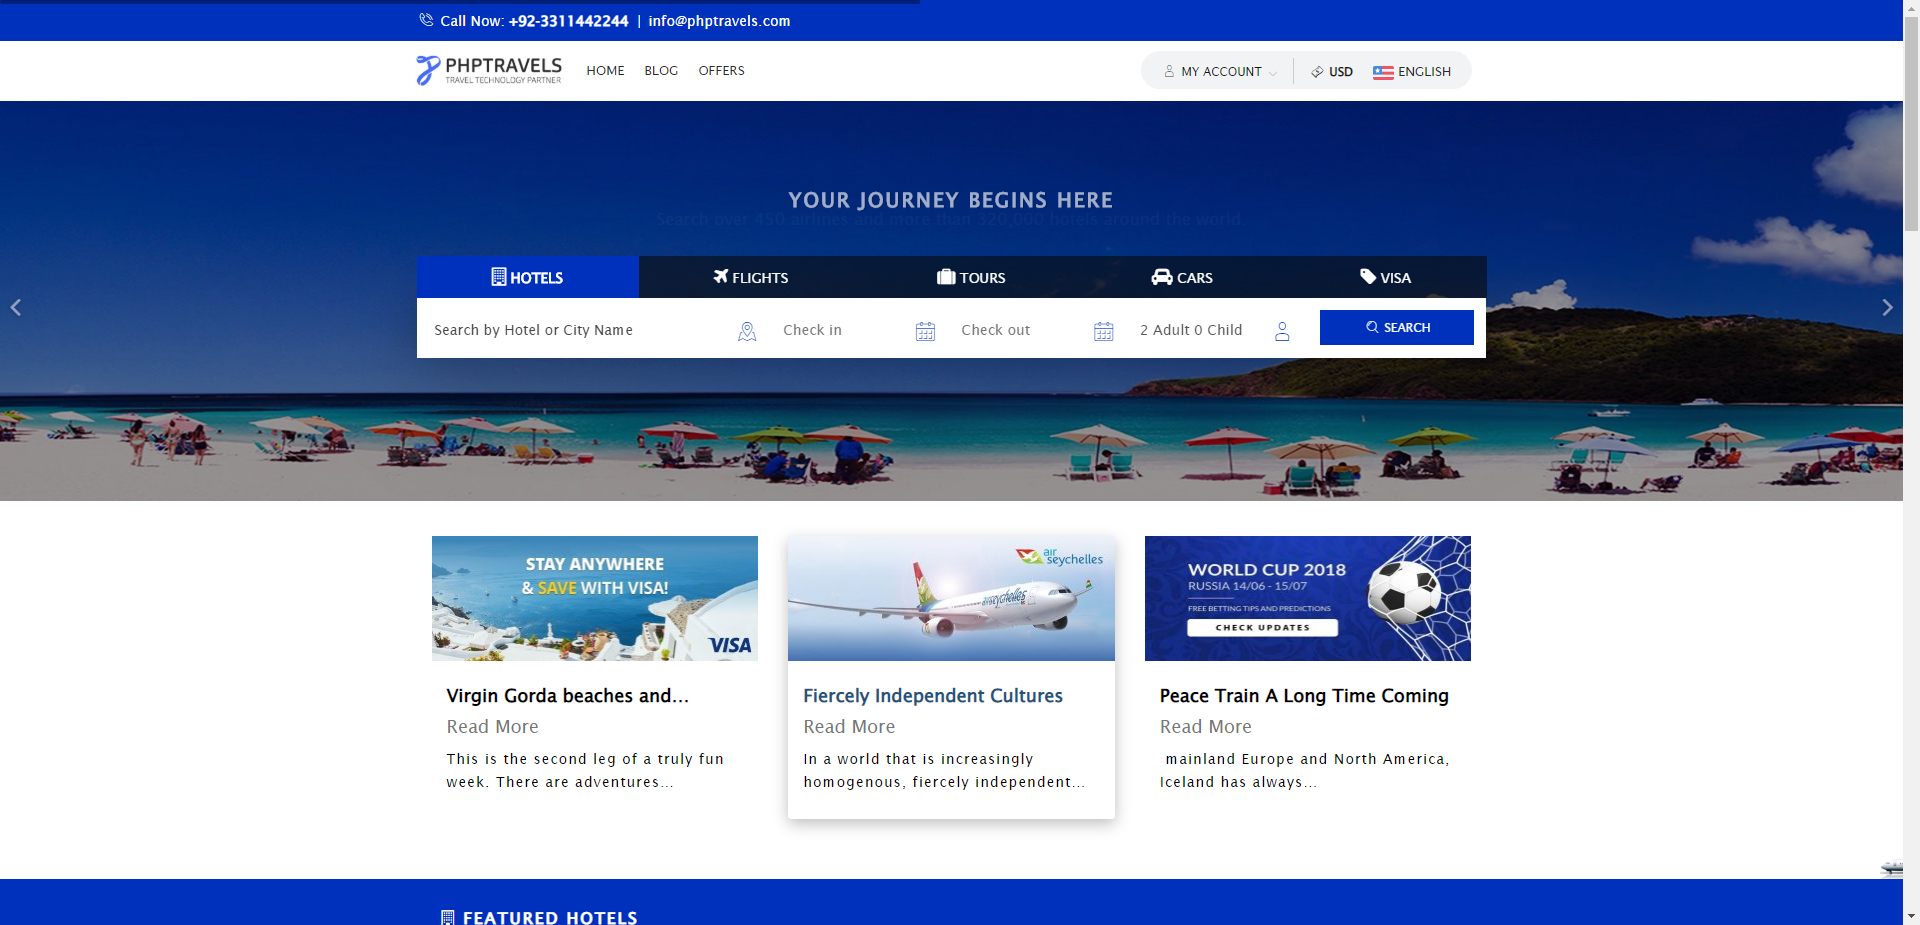 Call Now: +92-3311442244 | info@phptravels.com
PHPTRAVELS
TRAVEL TECHNOLOGY PARTNER
HOME BLOG OFFERS
MY ACCOUNT USD ENGLISH
YOUR JOURNEY BEGINS HERE
Search over 450 airlines and more than 320,000 hotels around the world.
HOTELS FLIGHTS TOURS CARS VISA
Search by Hotel or City Name Check in Check out 2 Adult 0 Child SEARCH
STAY ANYWHERE
& SAVE WITH VISA!
VISA
air
seychelles
air seychelles
WORLD CUP 2018
RUSSIA 14/06 - 15/07
FREE BETTING TIPS AND PREDICTIONS
CHECK UPDATES
Virgin Gorda beaches and...
Read More
This is the second leg of a truly fun
week. There are adventures...
Fiercely Independent Cultures
Read More
In a world that is increasingly
homogenous, fiercely independent...
Peace Train A Long Time Coming
Read More
mainland Europe and North America,
Iceland has always...
FEATURED HOTELS